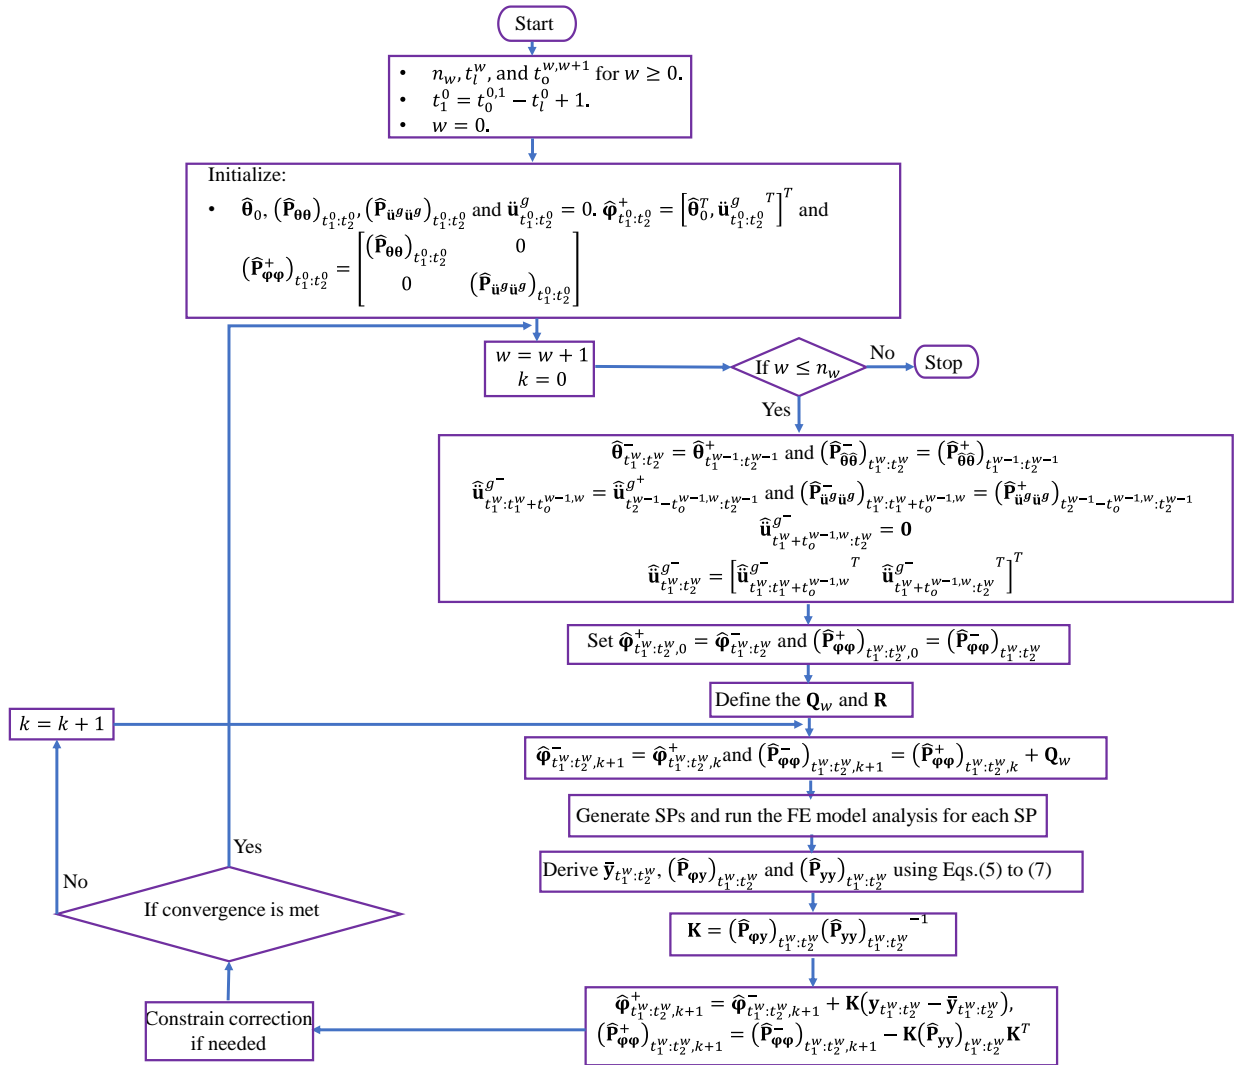 Start
• n_w, t_l^w, and t_o^{w,w+1} for w ≥ 0.
• t_1^0 = t_0^{0,1} − t_l^0 + 1.
• w = 0.
Initialize:
• θ̂_0, (P̂_θθ)_{t_1^0:t_2^0}, (P̂_{ü^g ü^g})_{t_1^0:t_2^0} and ü^g_{t_1^0:t_2^0} = 0. φ̂^+_{t_1^0:t_2^0} = [θ̂_0^T, ü^g_{t_1^0:t_2^0}^T]^T and
(P̂^+_φφ)_{t_1^0:t_2^0} = [(P̂_θθ)_{t_1^0:t_2^0} 0
0 (P̂_{ü^g ü^g})_{t_1^0:t_2^0}]
w = w + 1
k = 0
If w ≤ n_w
No
Stop
Yes
θ̂^−_{t_1^w:t_2^w} = θ̂^+_{t_1^{w−1}:t_2^{w−1}} and (P̂^−_{θ̂θ̂})_{t_1^w:t_2^w} = (P̂^+_{θ̂θ̂})_{t_1^{w−1}:t_2^{w−1}}
ü̂^{g−}_{t_1^w:t_1^w+t_o^{w−1,w}} = ü̂^{g+}_{t_2^{w−1}−t_o^{w−1,w}:t_2^{w−1}} and (P̂^−_{ü^g ü^g})_{t_1^w:t_1^w+t_o^{w−1,w}} = (P̂^+_{ü^g ü^g})_{t_2^{w−1}−t_o^{w−1,w}:t_2^{w−1}}
ü̂^{g−}_{t_1^w+t_o^{w−1,w}:t_2^w} = 0
ü̂^{g−}_{t_1^w:t_2^w} = [ü̂^{g−}_{t_1^w:t_1^w+t_o^{w−1,w}}^T ü̂^{g−}_{t_1^w+t_o^{w−1,w}:t_2^w}^T]^T
Set φ̂^+_{t_1^w:t_2^w,0} = φ̂^−_{t_1^w:t_2^w} and (P̂^+_φφ)_{t_1^w:t_2^w,0} = (P̂^−_φφ)_{t_1^w:t_2^w}
Define the Q_w and R
k = k + 1
φ̂^−_{t_1^w:t_2^w,k+1} = φ̂^+_{t_1^w:t_2^w,k} and (P̂^−_φφ)_{t_1^w:t_2^w,k+1} = (P̂^+_φφ)_{t_1^w:t_2^w,k} + Q_w
Generate SPs and run the FE model analysis for each SP
Derive ȳ_{t_1^w:t_2^w}, (P̂_φy)_{t_1^w:t_2^w} and (P̂_yy)_{t_1^w:t_2^w} using Eqs.(5) to (7)
K = (P̂_φy)_{t_1^w:t_2^w}(P̂_yy)_{t_1^w:t_2^w}^{−1}
φ̂^+_{t_1^w:t_2^w,k+1} = φ̂^−_{t_1^w:t_2^w,k+1} + K(y_{t_1^w:t_2^w} − ȳ_{t_1^w:t_2^w}),
(P̂^+_φφ)_{t_1^w:t_2^w,k+1} = (P̂^−_φφ)_{t_1^w:t_2^w,k+1} − K(P̂_yy)_{t_1^w:t_2^w}K^T
Constrain correction
if needed
If convergence is met
Yes
No